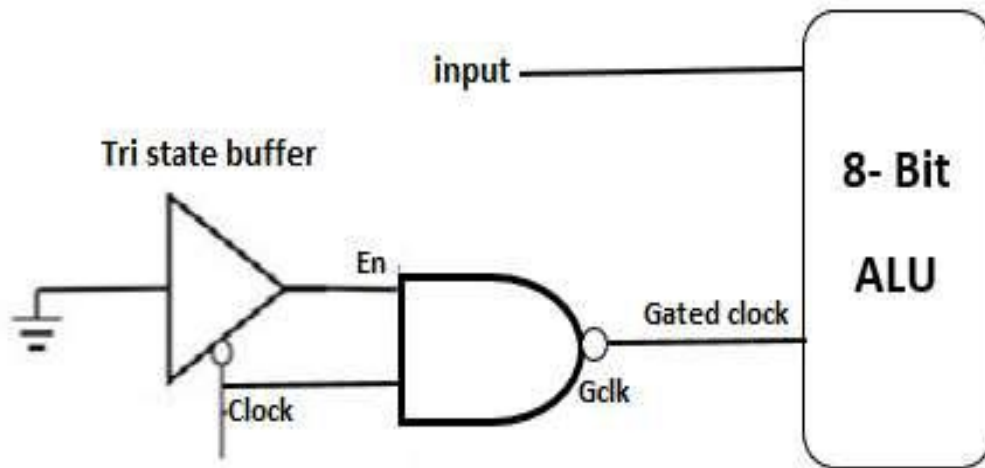 input
Tri state buffer
8- Bit
ALU
En
Gated clock
Gclk
Clock